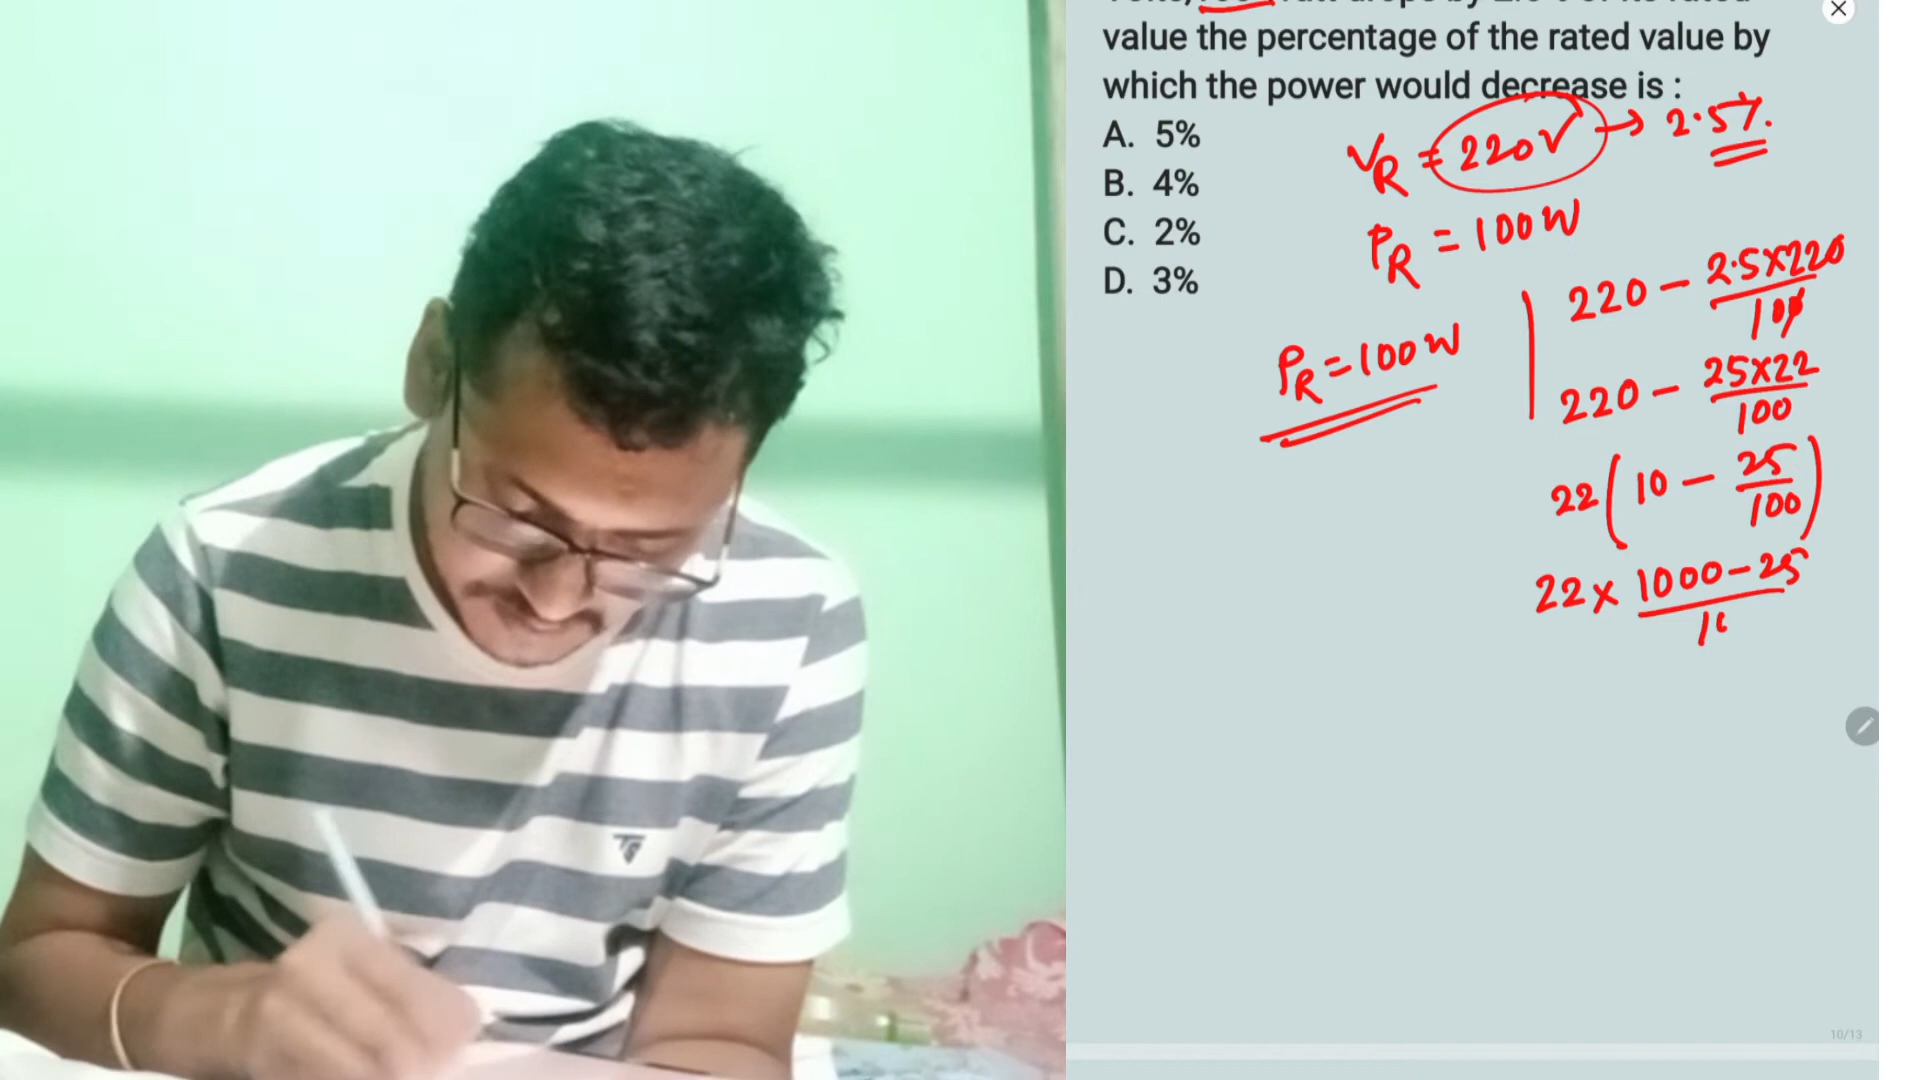 value the percentage of the rated value by
which the power would decrease is :
A. 5%
B. 4%
C. 2%
D. 3%
VR = 220V → 2.5%.
PR = 100W
PR = 100W
220 - 2.5×220/100
220 - 25×22/100
22(10 - 25/100)
22 × 1000-25/10
10/13